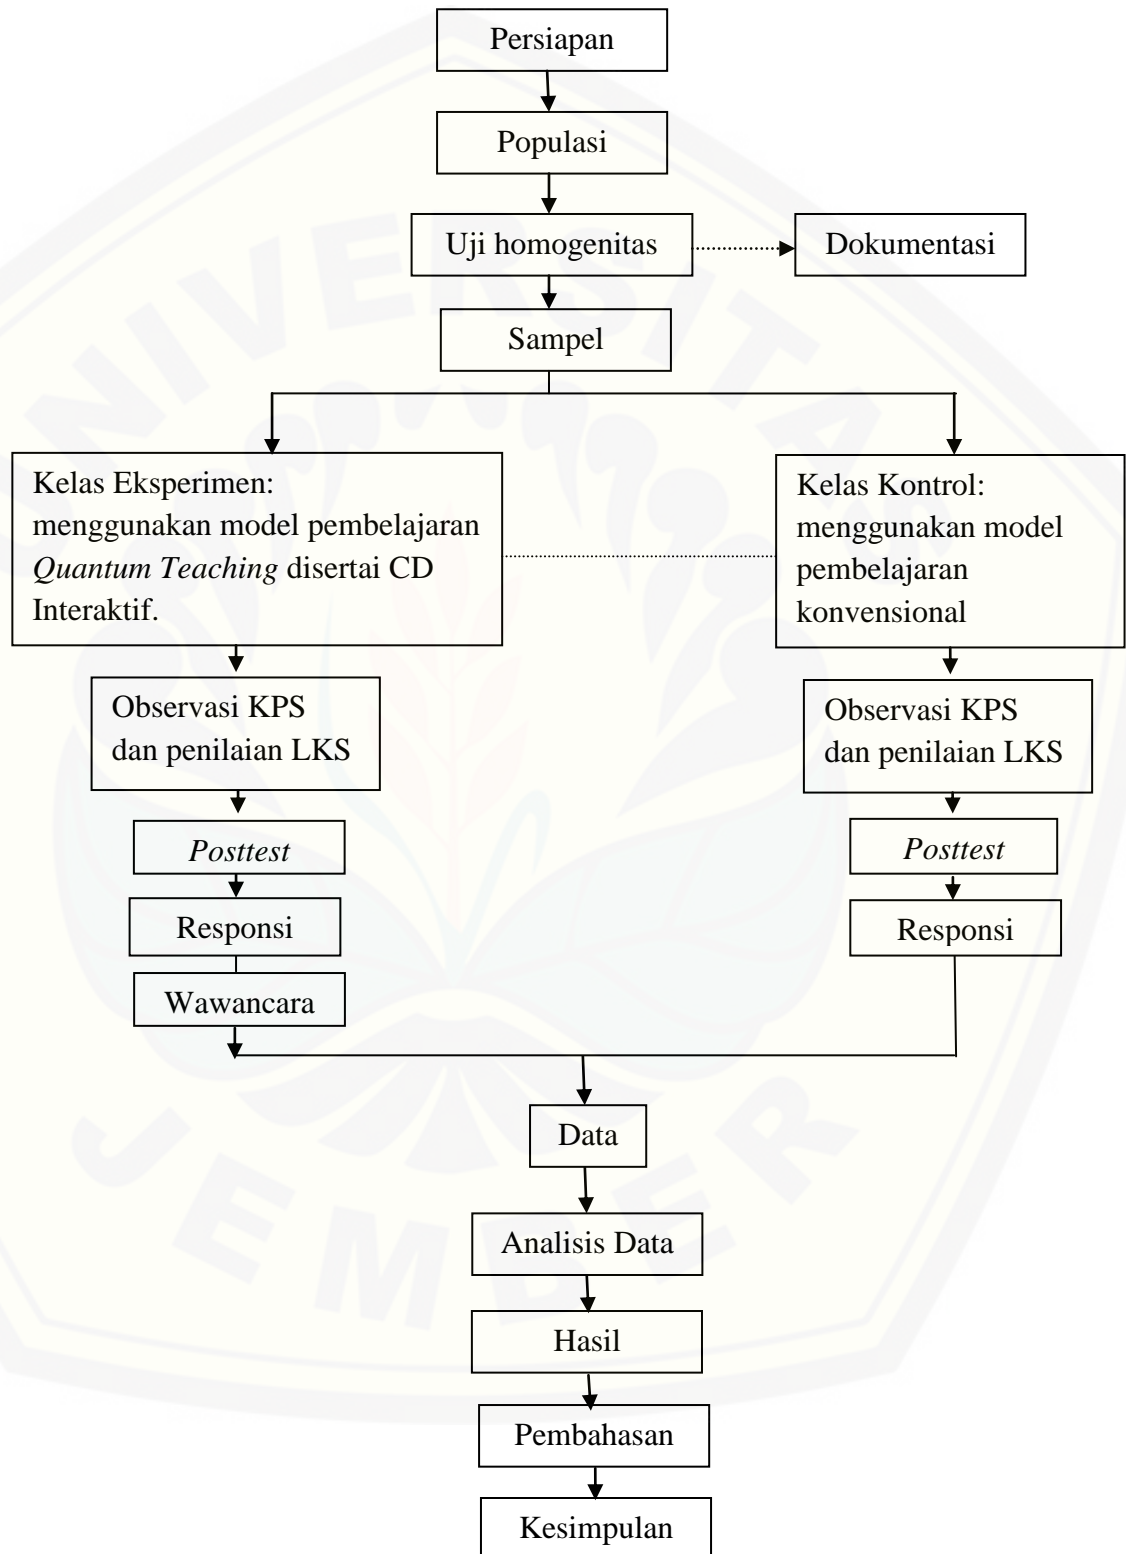 Persiapan
Populasi
Uji homogenitas
Dokumentasi
Sampel
Kelas Eksperimen:
menggunakan model pembelajaran
Quantum Teaching disertai CD
Interaktif.
Kelas Kontrol:
menggunakan model
pembelajaran
konvensional
Observasi KPS
dan penilaian LKS
Observasi KPS
dan penilaian LKS
Posttest
Posttest
Responsi
Responsi
Wawancara
Data
Analisis Data
Hasil
Pembahasan
Kesimpulan
UNIVERSITAS
JEMBER